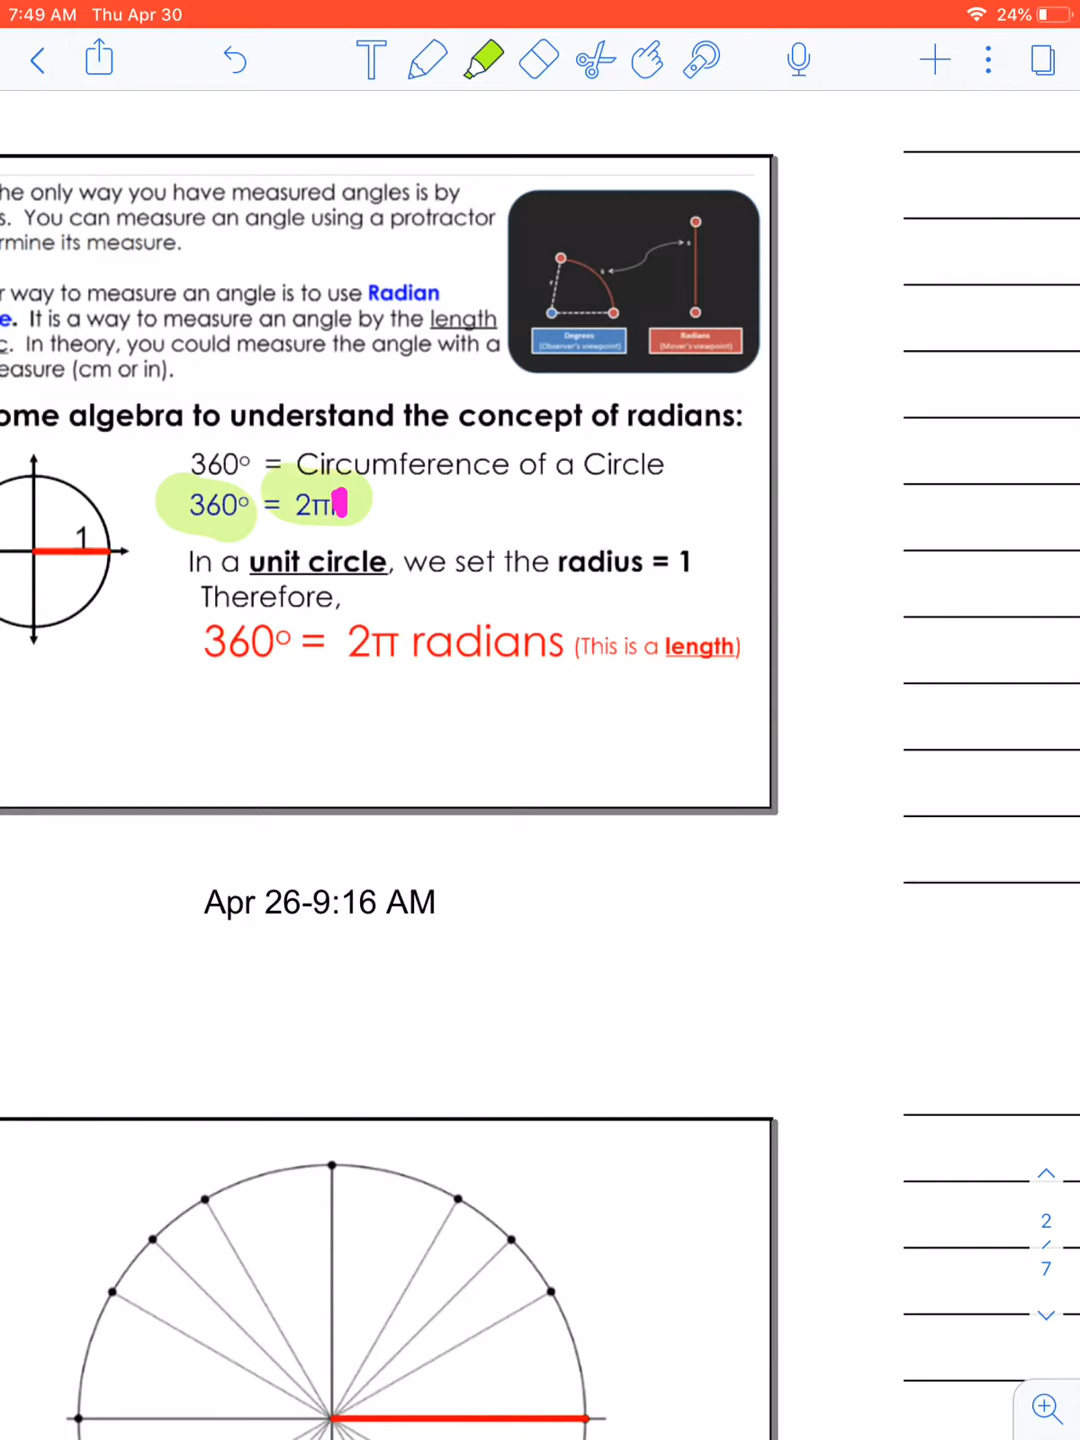 7:49 AM Thu Apr 30 24%
he only way you have measured angles is by
s. You can measure an angle using a protractor
rmine its measure.
r way to measure an angle is to use Radian
e. It is a way to measure an angle by the length
c. In theory, you could measure the angle with a
easure (cm or in).
s
r
s
Degrees
(Observer's viewpoint)
Radians
(Mover's viewpoint)
ome algebra to understand the concept of radians:
360° = Circumference of a Circle
360° = 2π
1
In a unit circle, we set the radius = 1
Therefore,
360° = 2π radians (This is a length)
Apr 26-9:16 AM
2
/
7